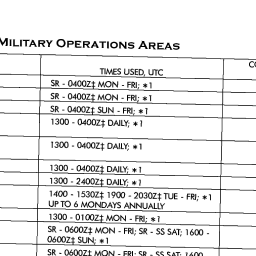 MILITARY OPERATIONS AREAS
TIMES USED, UTC
CO
SR - 0400Z‡ MON - FRI; *1
SR - 0400Z‡ MON - FRI; *1
SR - 0400Z‡ SUN - FRI; *1
1300 - 0400Z‡ DAILY; *1
1300 - 0400Z‡ DAILY; *1
1300 - 0400Z‡ DAILY; *1
1300 - 2400Z‡ DAILY; *1
1400 - 1530Z‡ 1900 - 2030Z‡ TUE - FRI; *1
UP TO 6 MONDAYS ANNUALLY
1300 - 0100Z‡ MON - FRI; *1
SR - 0600Z‡ MON - FRI; SR - SS SAT; 1600 -
0600Z‡ SUN; *1
SR - 0600Z‡ MON - FRI; SR - SS SAT; 1600